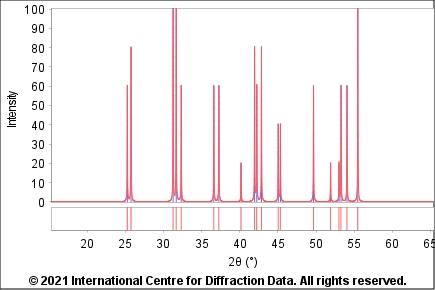 100
90
80
70
60
50
40
30
20
10
0
Intensity
20 25 30 35 40 45 50 55 60 65
2θ (°)
© 2021 International Centre for Diffraction Data. All rights reserved.